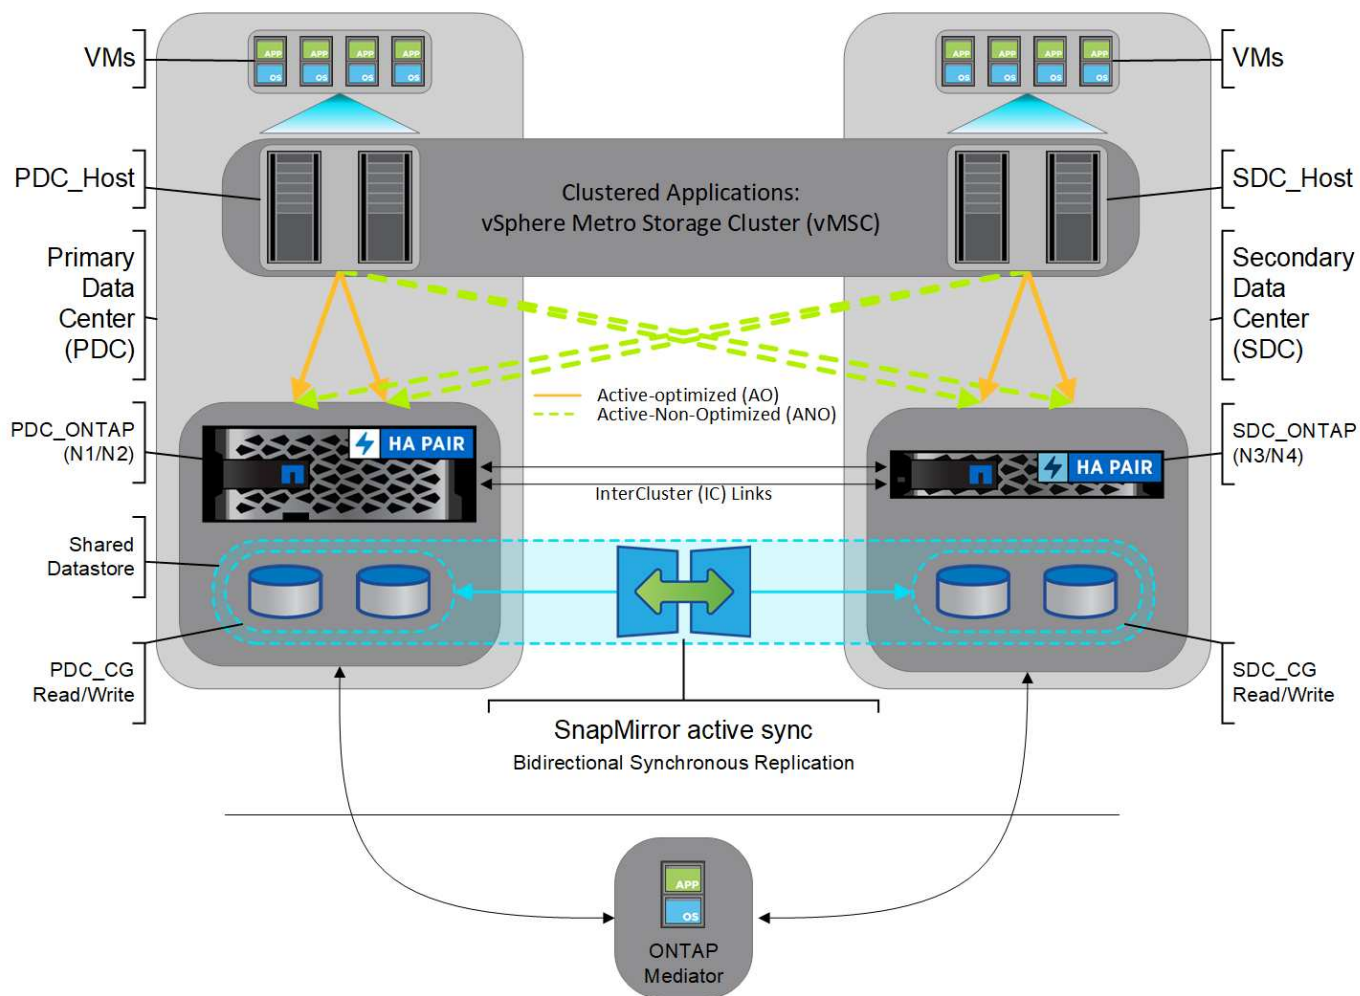 VMs
APP APP APP APP
OS OS OS OS
APP APP APP APP
OS OS OS OS
VMs
PDC_Host
Clustered Applications:
vSphere Metro Storage Cluster (vMSC)
SDC_Host
Primary
Data
Center
(PDC)
Secondary
Data
Center
(SDC)
Active-optimized (AO)
Active-Non-Optimized (ANO)
PDC_ONTAP
(N1/N2)
HA PAIR
InterCluster (IC) Links
HA PAIR
SDC_ONTAP
(N3/N4)
Shared
Datastore
PDC_CG
Read/Write
SDC_CG
Read/Write
SnapMirror active sync
Bidirectional Synchronous Replication
APP
OS
ONTAP
Mediator